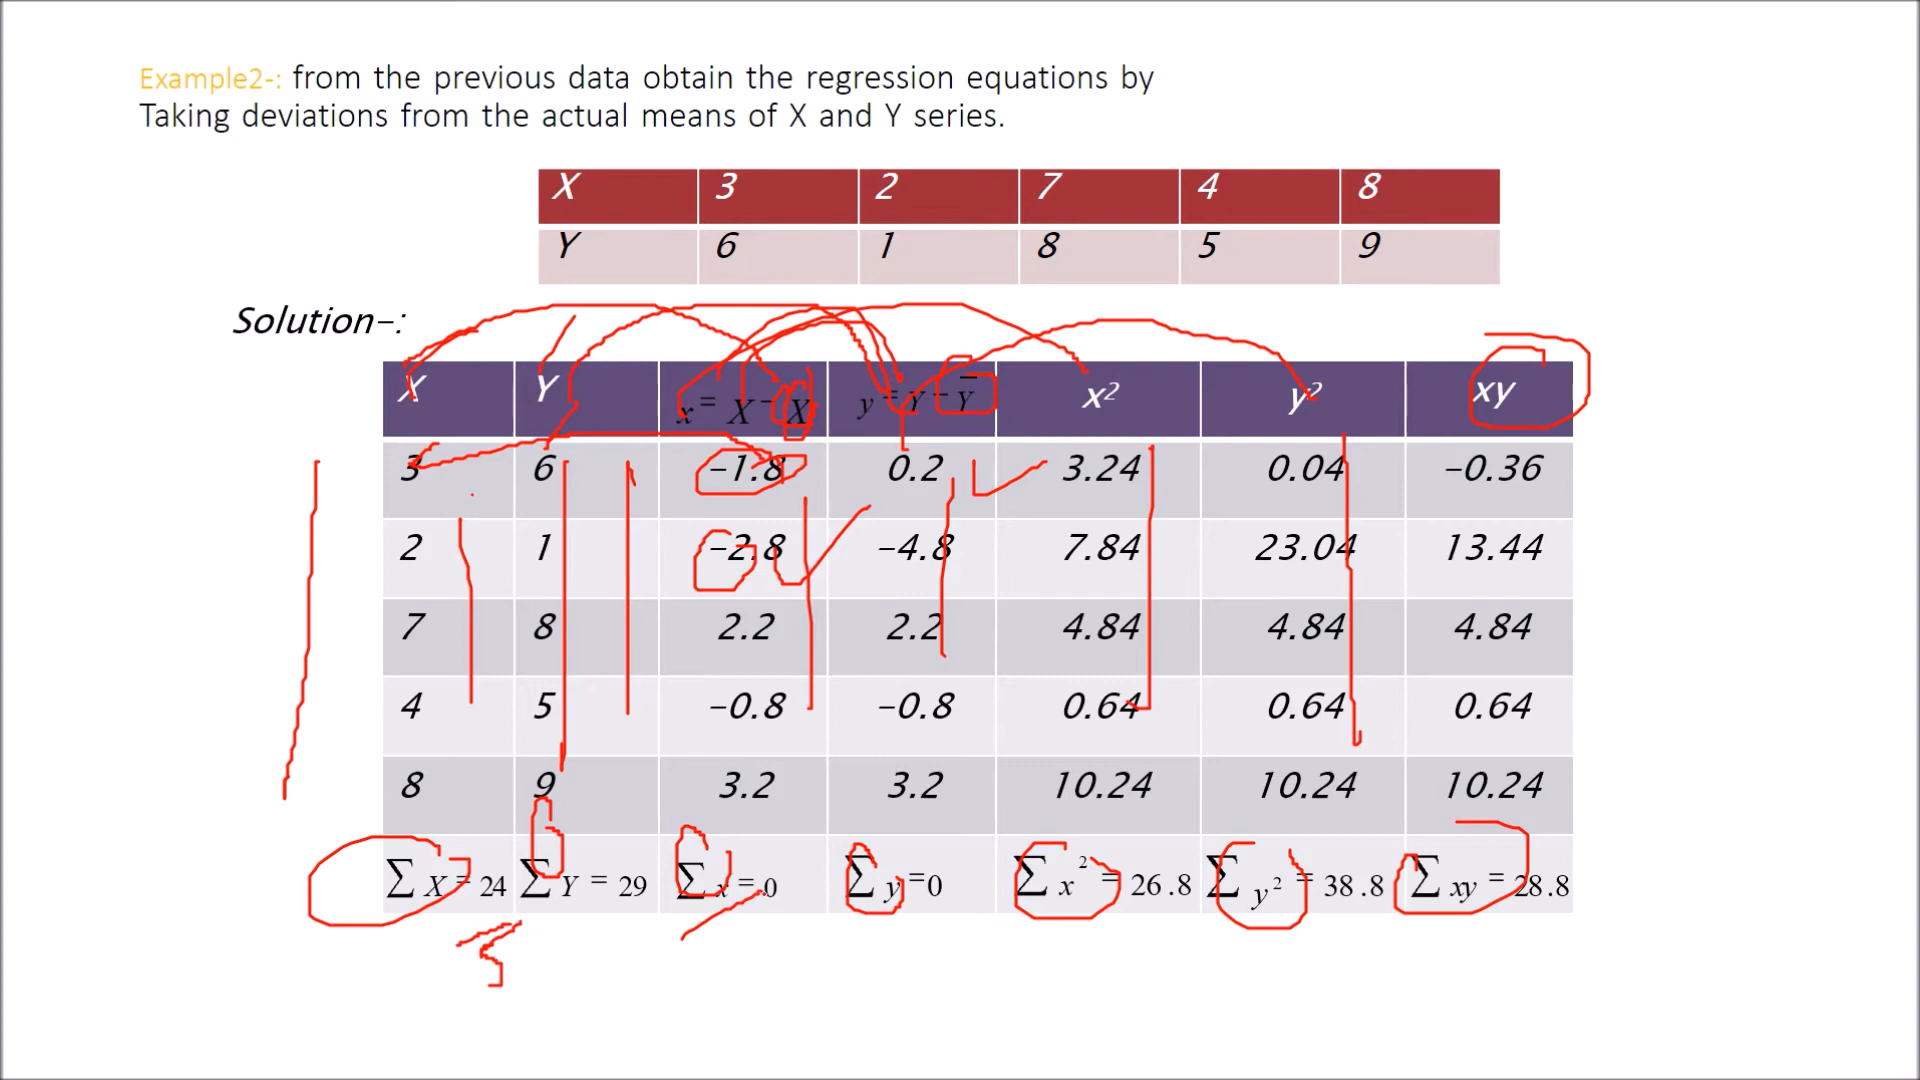 Example2-: from the previous data obtain the regression equations by
Taking deviations from the actual means of X and Y series.
X 3 2 7 4 8
Y 6 1 8 5 9
Solution-:
X Y x = X − X̄ y = Y − Ȳ x² y² xy
3 6 -1.8 0.2 3.24 0.04 -0.36
2 1 -2.8 -4.8 7.84 23.04 13.44
7 8 2.2 2.2 4.84 4.84 4.84
4 5 -0.8 -0.8 0.64 0.64 0.64
8 9 3.2 3.2 10.24 10.24 10.24
∑ X = 24 ∑ Y = 29 ∑ x = 0 ∑ y = 0 ∑ x² = 26.8 ∑ y² = 38.8 ∑ xy = 28.8
5